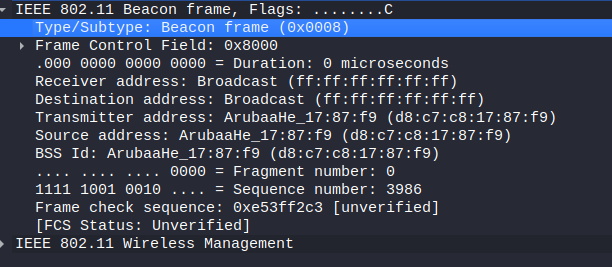 IEEE 802.11 Beacon frame, Flags: ........C
Type/Subtype: Beacon frame (0x0008)
Frame Control Field: 0x8000
.000 0000 0000 0000 = Duration: 0 microseconds
Receiver address: Broadcast (ff:ff:ff:ff:ff:ff)
Destination address: Broadcast (ff:ff:ff:ff:ff:ff)
Transmitter address: ArubaaHe_17:87:f9 (d8:c7:c8:17:87:f9)
Source address: ArubaaHe_17:87:f9 (d8:c7:c8:17:87:f9)
BSS Id: ArubaaHe_17:87:f9 (d8:c7:c8:17:87:f9)
.... .... .... 0000 = Fragment number: 0
1111 1001 0010 .... = Sequence number: 3986
Frame check sequence: 0xe53ff2c3 [unverified]
[FCS Status: Unverified]
IEEE 802.11 Wireless Management